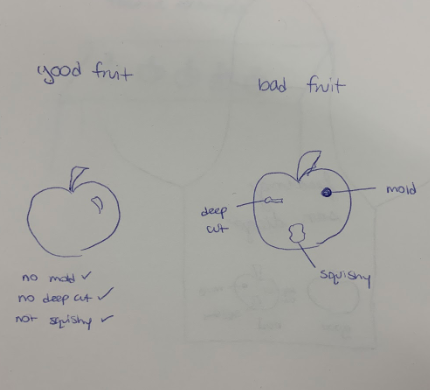 good fruit
bad fruit
mold
deep
cut
squishy
no mold ✓
no deep cut ✓
not squishy ✓